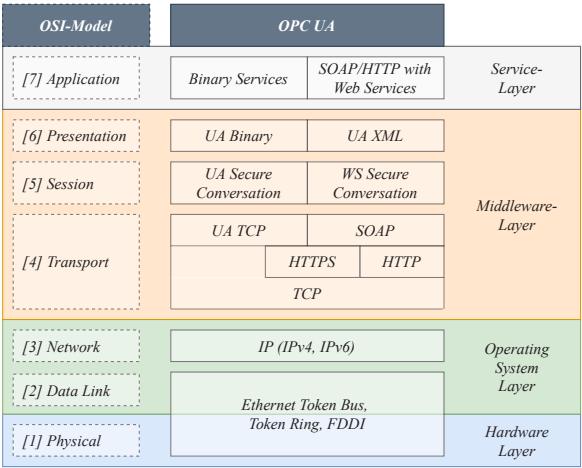 OSI-Model
OPC UA
[7] Application
Binary Services
SOAP/HTTP with
Web Services
Service-
Layer
[6] Presentation
UA Binary
UA XML
[5] Session
UA Secure
Conversation
WS Secure
Conversation
Middleware-
Layer
[4] Transport
UA TCP
SOAP
HTTPS
HTTP
TCP
[3] Network
IP (IPv4, IPv6)
Operating
System
Layer
[2] Data Link
Ethernet Token Bus,
Token Ring, FDDI
[1] Physical
Hardware
Layer